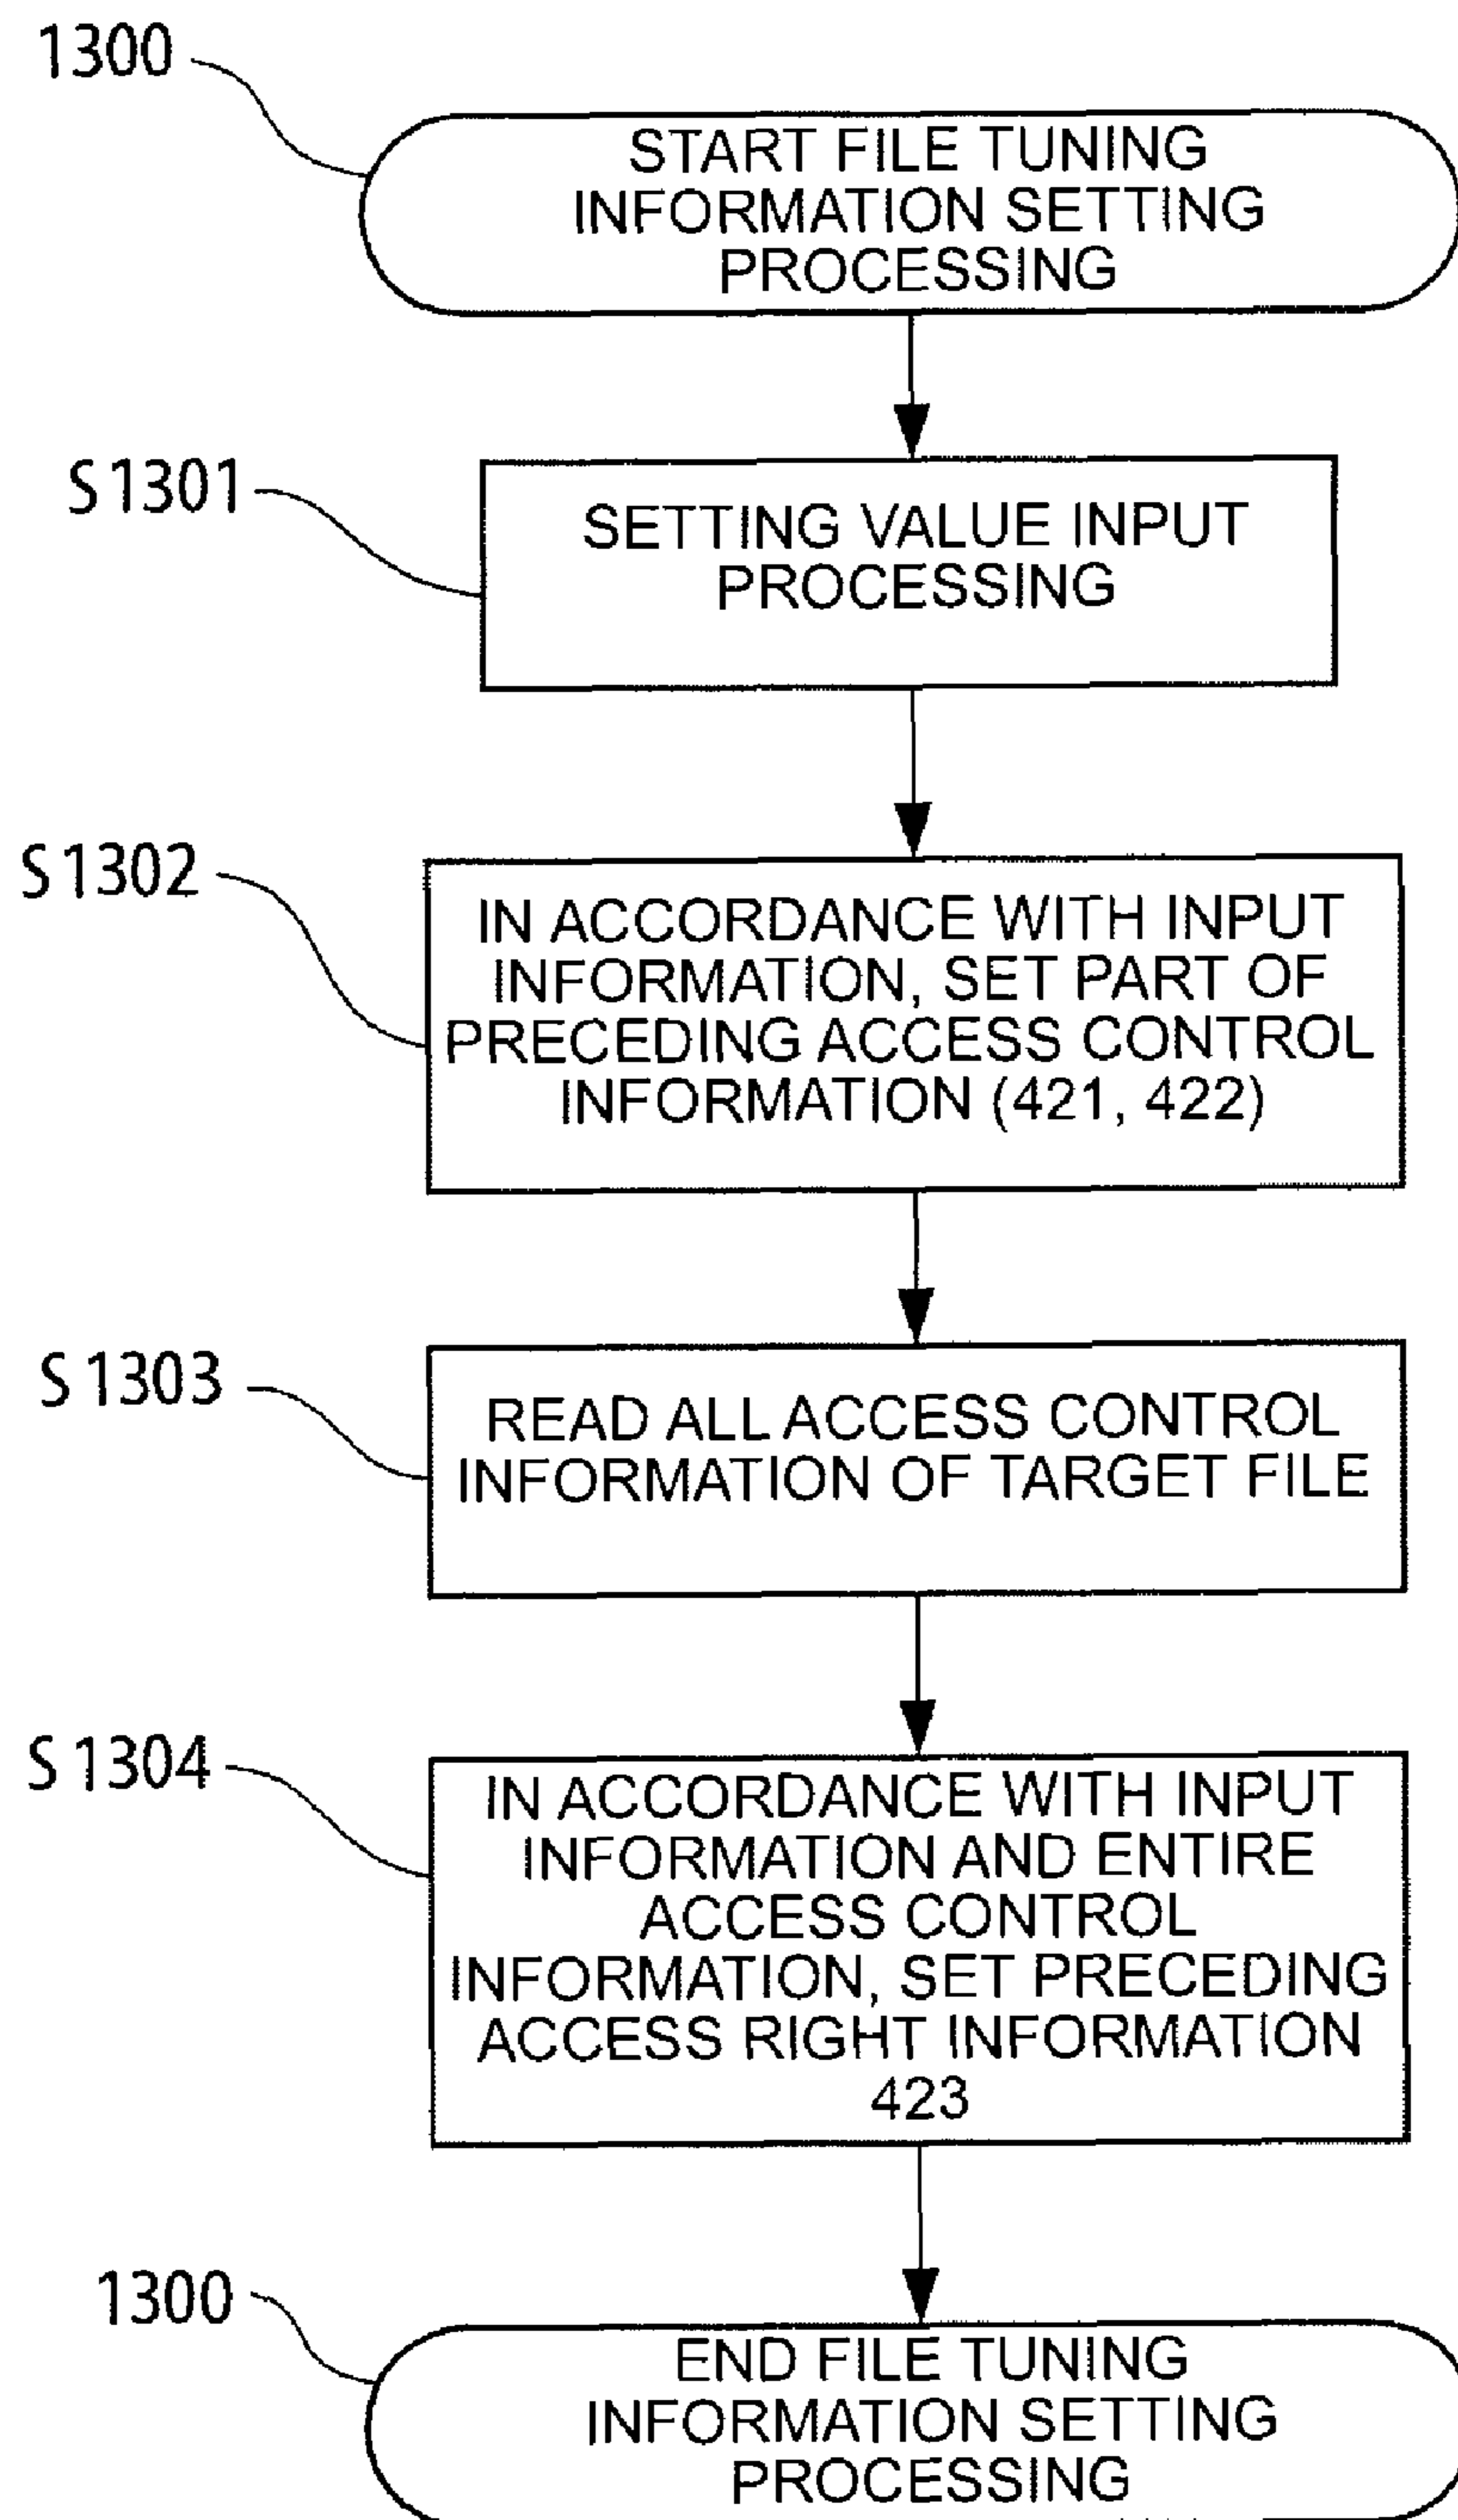 1300
START FILE TUNING
INFORMATION SETTING
PROCESSING
S1301
SETTING VALUE INPUT
PROCESSING
S1302
IN ACCORDANCE WITH INPUT
INFORMATION, SET PART OF
PRECEDING ACCESS CONTROL
INFORMATION (421, 422)
S1303
READ ALL ACCESS CONTROL
INFORMATION OF TARGET FILE
S1304
IN ACCORDANCE WITH INPUT
INFORMATION AND ENTIRE
ACCESS CONTROL
INFORMATION, SET PRECEDING
ACCESS RIGHT INFORMATION
423
1300
END FILE TUNING
INFORMATION SETTING
PROCESSING